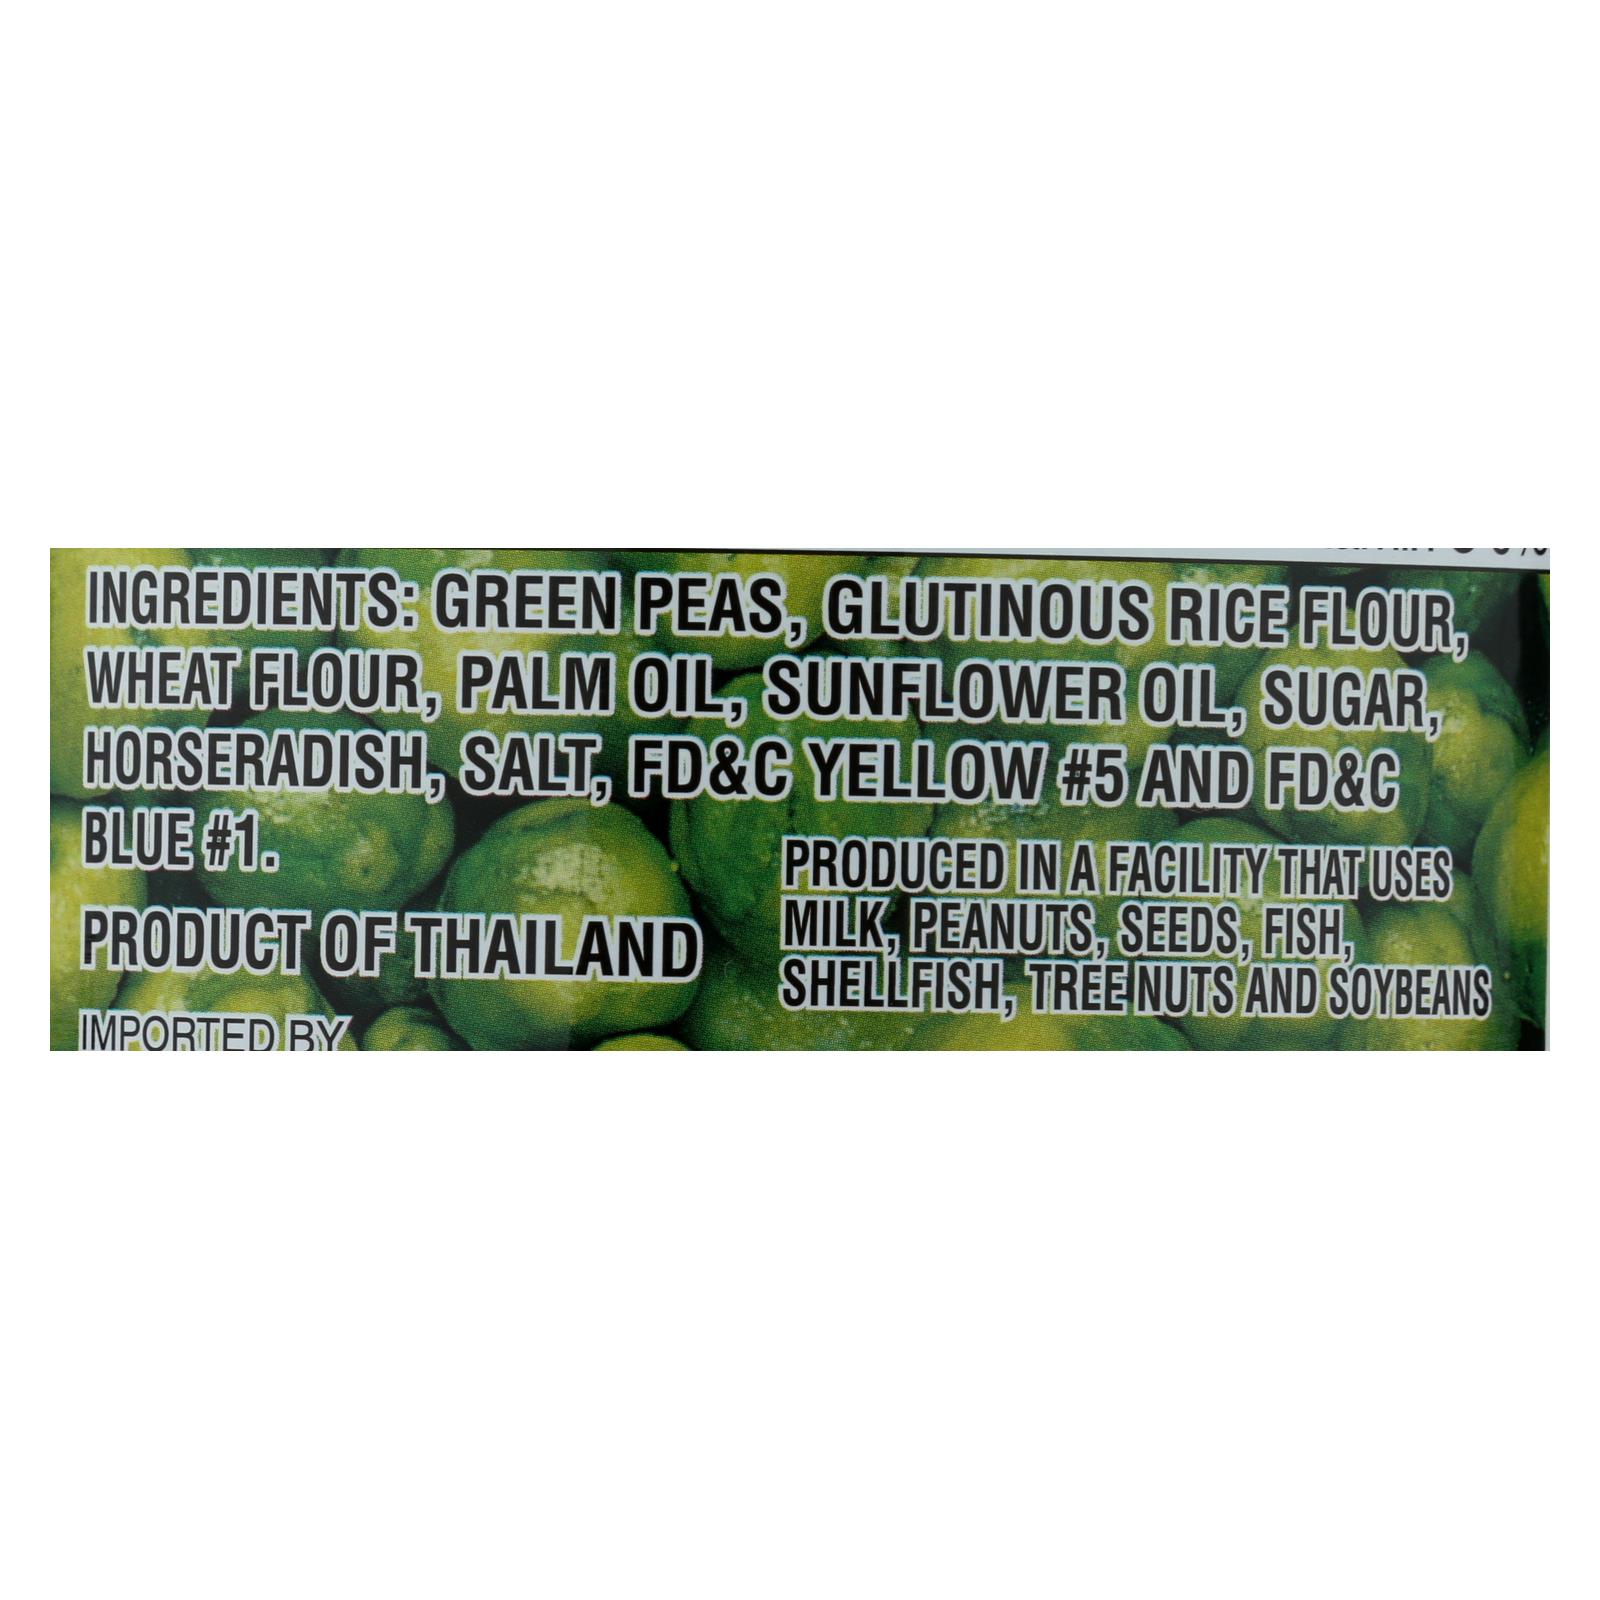 INGREDIENTS: GREEN PEAS, GLUTINOUS RICE FLOUR,
WHEAT FLOUR, PALM OIL, SUNFLOWER OIL, SUGAR,
HORSERADISH, SALT, FD&C YELLOW #5 AND FD&C
BLUE #1.
PRODUCT OF THAILAND
IMPORTED BY
PRODUCED IN A FACILITY THAT USES
MILK, PEANUTS, SEEDS, FISH,
SHELLFISH, TREE NUTS AND SOYBEANS